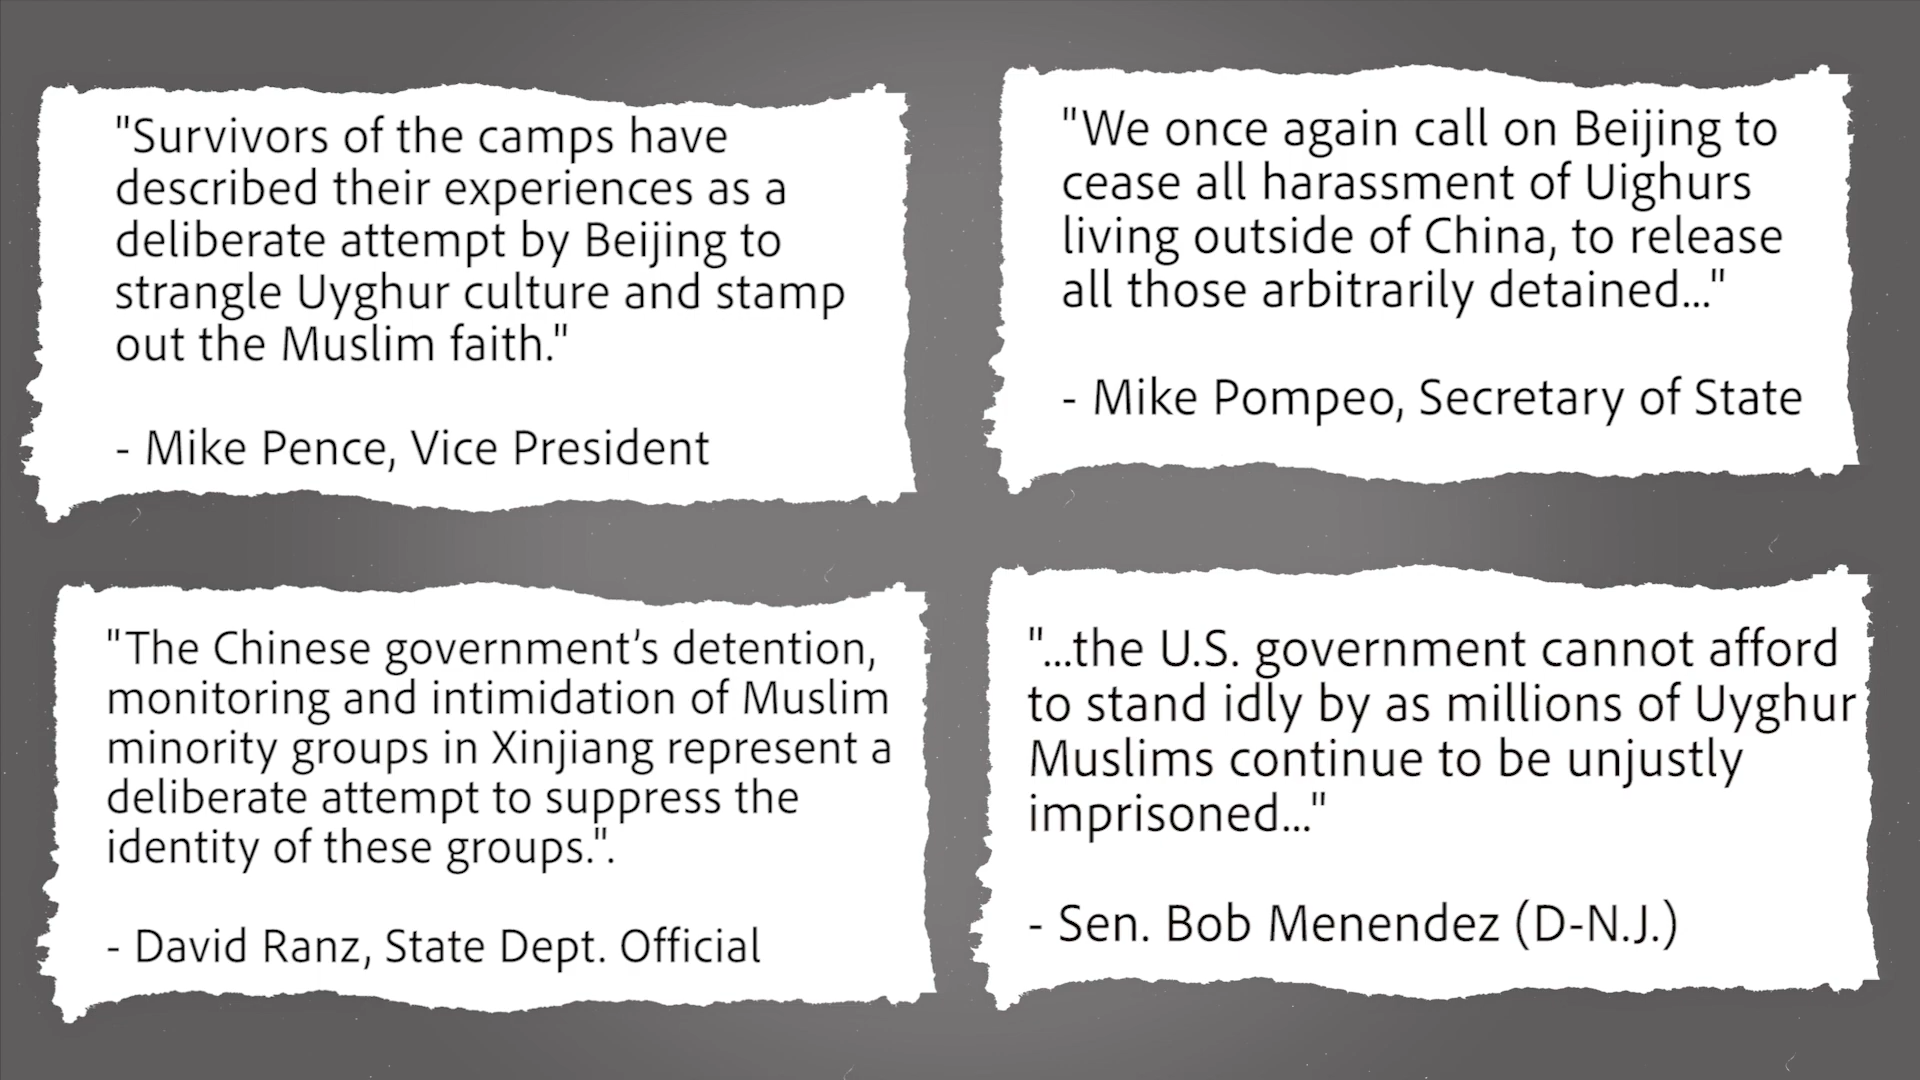 "Survivors of the camps have
described their experiences as a
deliberate attempt by Beijing to
strangle Uyghur culture and stamp
out the Muslim faith."
- Mike Pence, Vice President
"We once again call on Beijing to
cease all harassment of Uighurs
living outside of China, to release
all those arbitrarily detained..."
- Mike Pompeo, Secretary of State
"The Chinese government’s detention,
monitoring and intimidation of Muslim
minority groups in Xinjiang represent a
deliberate attempt to suppress the
identity of these groups.".
- David Ranz, State Dept. Official
"...the U.S. government cannot afford
to stand idly by as millions of Uyghur
Muslims continue to be unjustly
imprisoned..."
- Sen. Bob Menendez (D-N.J.)